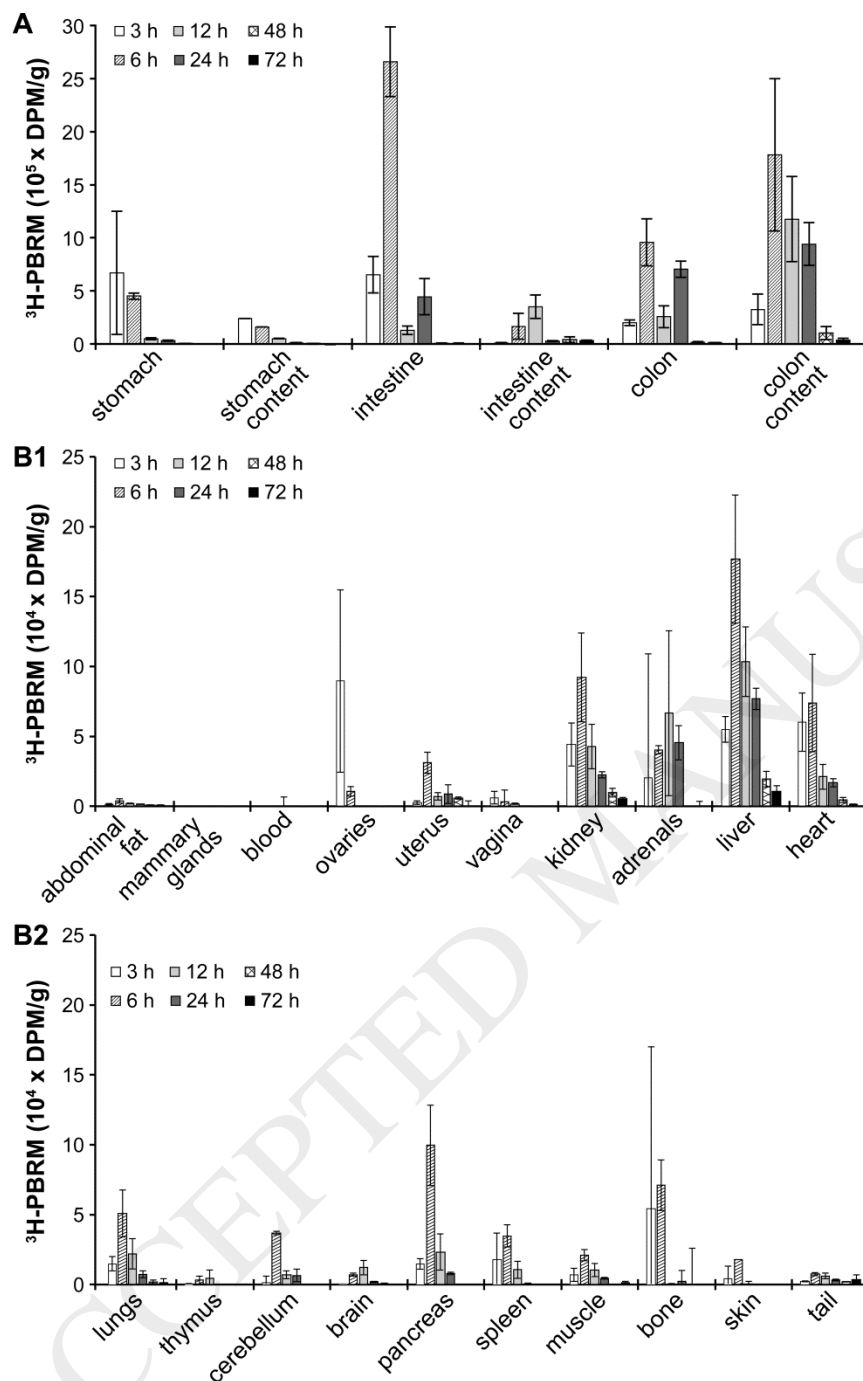 A
3 h 12 h 48 h
6 h 24 h 72 h
³H-PBRM (10⁵ x DPM/g)
30
25
20
15
10
5
0
stomach
stomach content
intestine
intestine content
colon
colon content
B1
3 h 12 h 48 h
6 h 24 h 72 h
³H-PBRM (10⁴ x DPM/g)
25
20
15
10
5
0
abdominal fat
mammary glands
blood
ovaries
uterus
vagina
kidney
adrenals
liver
heart
B2
3 h 12 h 48 h
6 h 24 h 72 h
³H-PBRM (10⁴ x DPM/g)
25
20
15
10
5
0
lungs
thymus
cerebellum
brain
pancreas
spleen
muscle
bone
skin
tail
CCEPTED MANUS